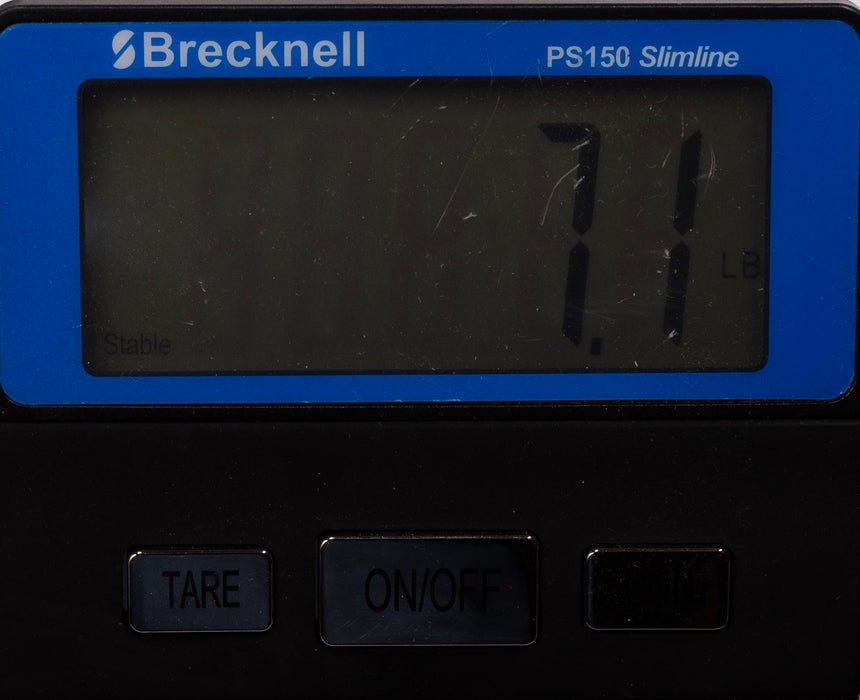 Brecknell
PS150 Slimline
7.1
LB
Stable
TARE
ON/OFF